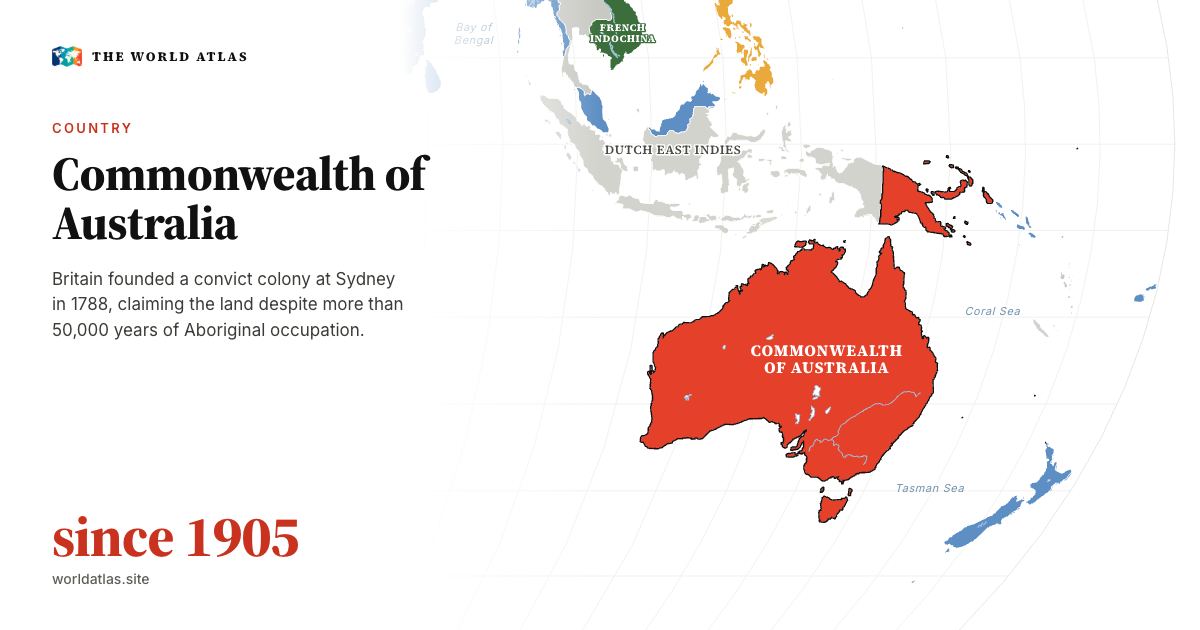 THE WORLD ATLAS
COUNTRY
Commonwealth of
Australia
Britain founded a convict colony at Sydney
in 1788, claiming the land despite more than
50,000 years of Aboriginal occupation.
since 1905
worldatlas.site
Bay of
Bengal
FRENCH
INDOCHINA
DUTCH EAST INDIES
Coral Sea
COMMONWEALTH
OF AUSTRALIA
Tasman Sea